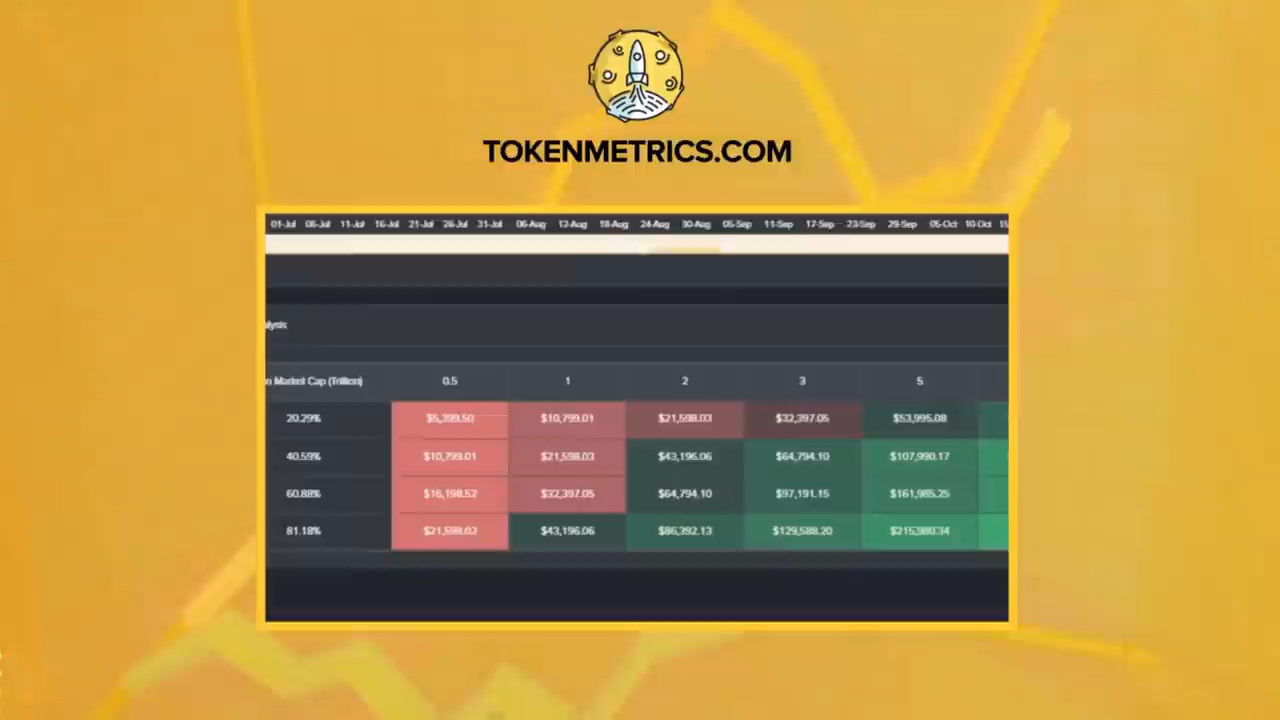 TOKENMETRICS.COM
01-Jul 06-Jul 11-Jul 16-Jul 21-Jul 26-Jul 31-Jul 06-Aug 12-Aug 18-Aug 24-Aug 30-Aug 05-Sep 11-Sep 17-Sep 23-Sep 29-Sep 05-Oct 10-Oct
alysis
o Market Cap (Trillion) 0.5 1 2 3 5
20.29% $5,399.50 $10,799.01 $21,598.03 $32,397.05 $53,995.08
40.59% $10,799.01 $21,598.03 $43,196.06 $64,794.10 $107,990.17
60.88% $16,198.52 $32,397.05 $64,794.10 $97,191.15 $161,985.25
81.18% $21,598.03 $43,196.06 $86,392.13 $129,588.20 $215,980.34